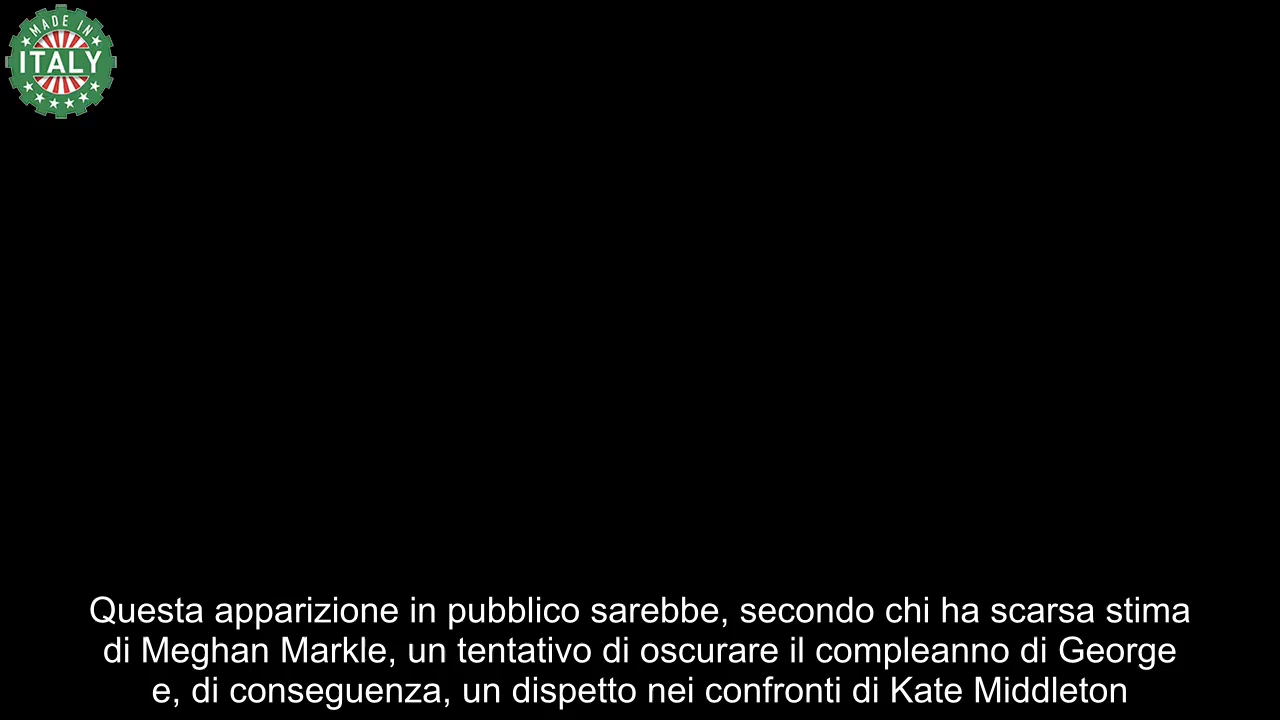 MADE IN
ITALY
Questa apparizione in pubblico sarebbe, secondo chi ha scarsa stima
di Meghan Markle, un tentativo di oscurare il compleanno di George
e, di conseguenza, un dispetto nei confronti di Kate Middleton